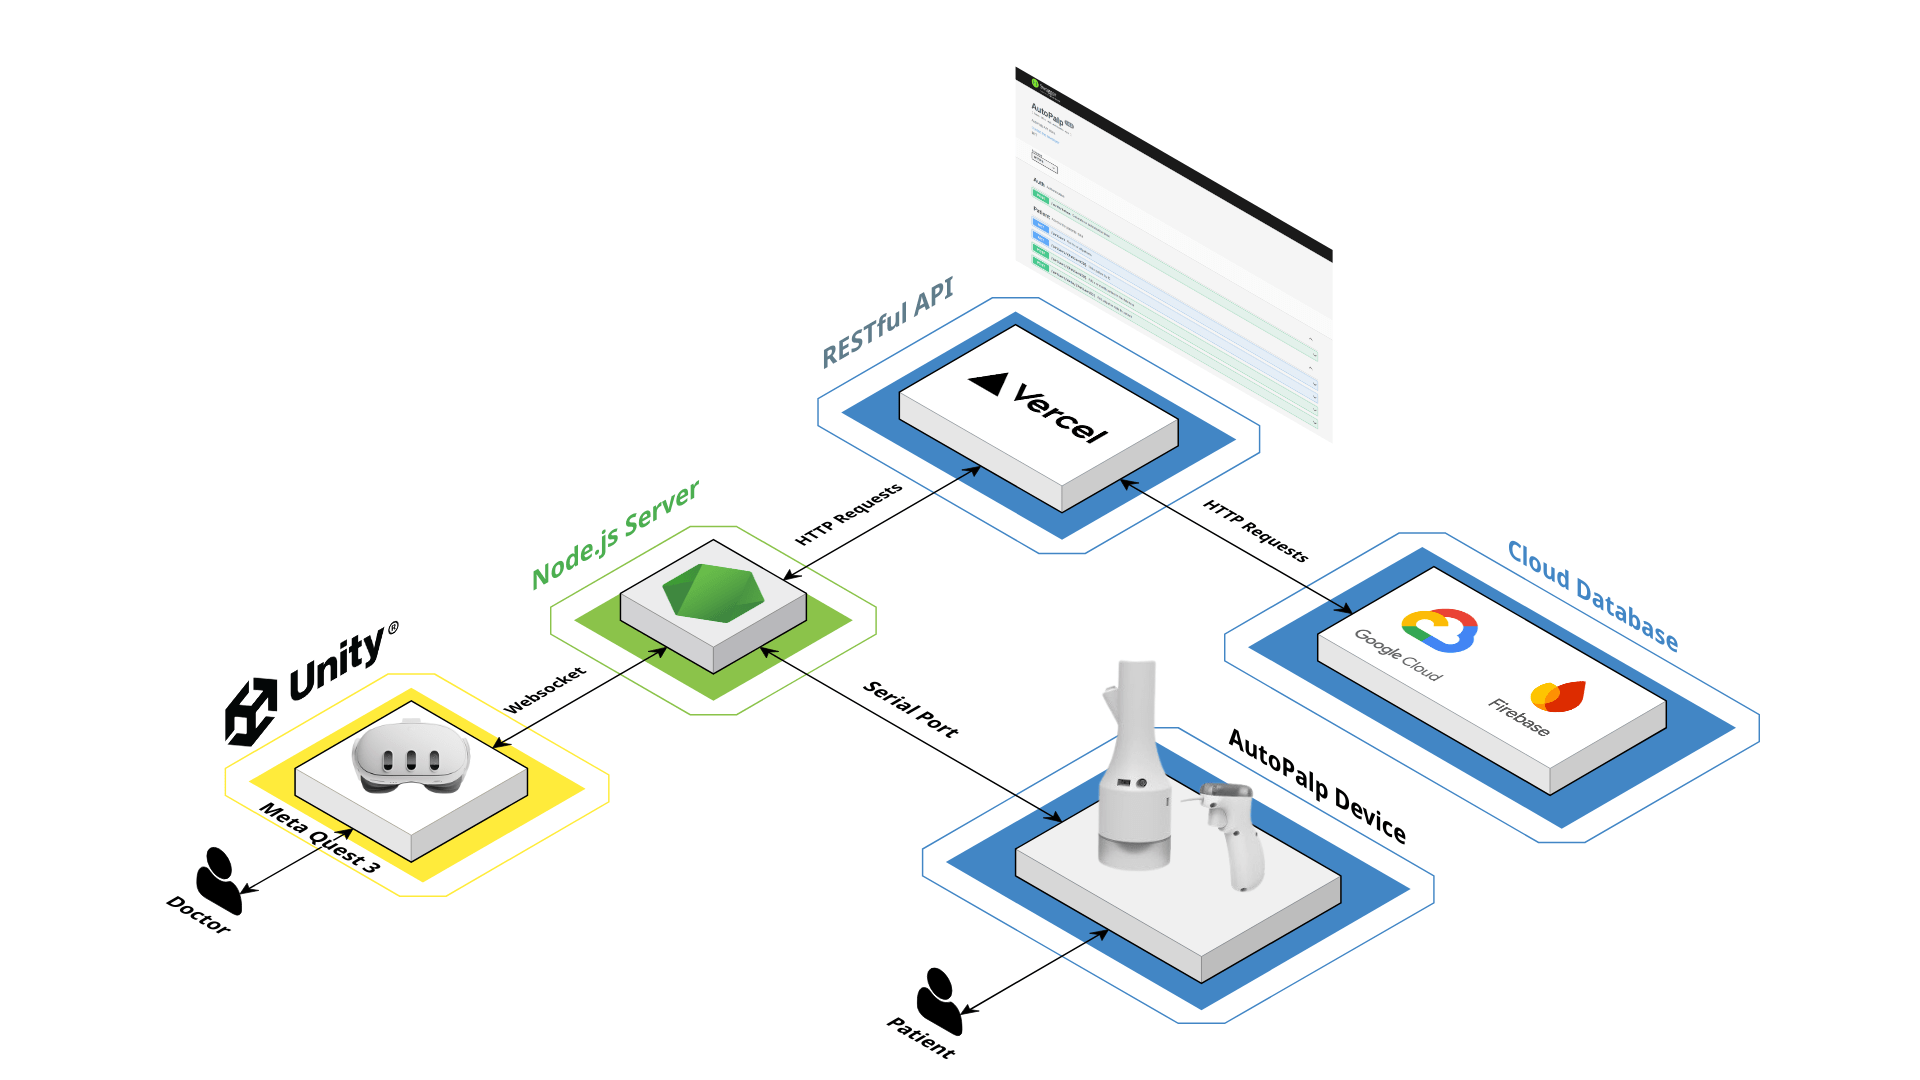 AutoPalp
Auth
Patient
RESTful API
Vercel
HTTP Requests
HTTP Requests
Node.js Server
Cloud Database
Google Cloud
Firebase
Unity®
Websocket
Serial Port
AutoPalp Device
Meta Quest 3
Doctor
Patient